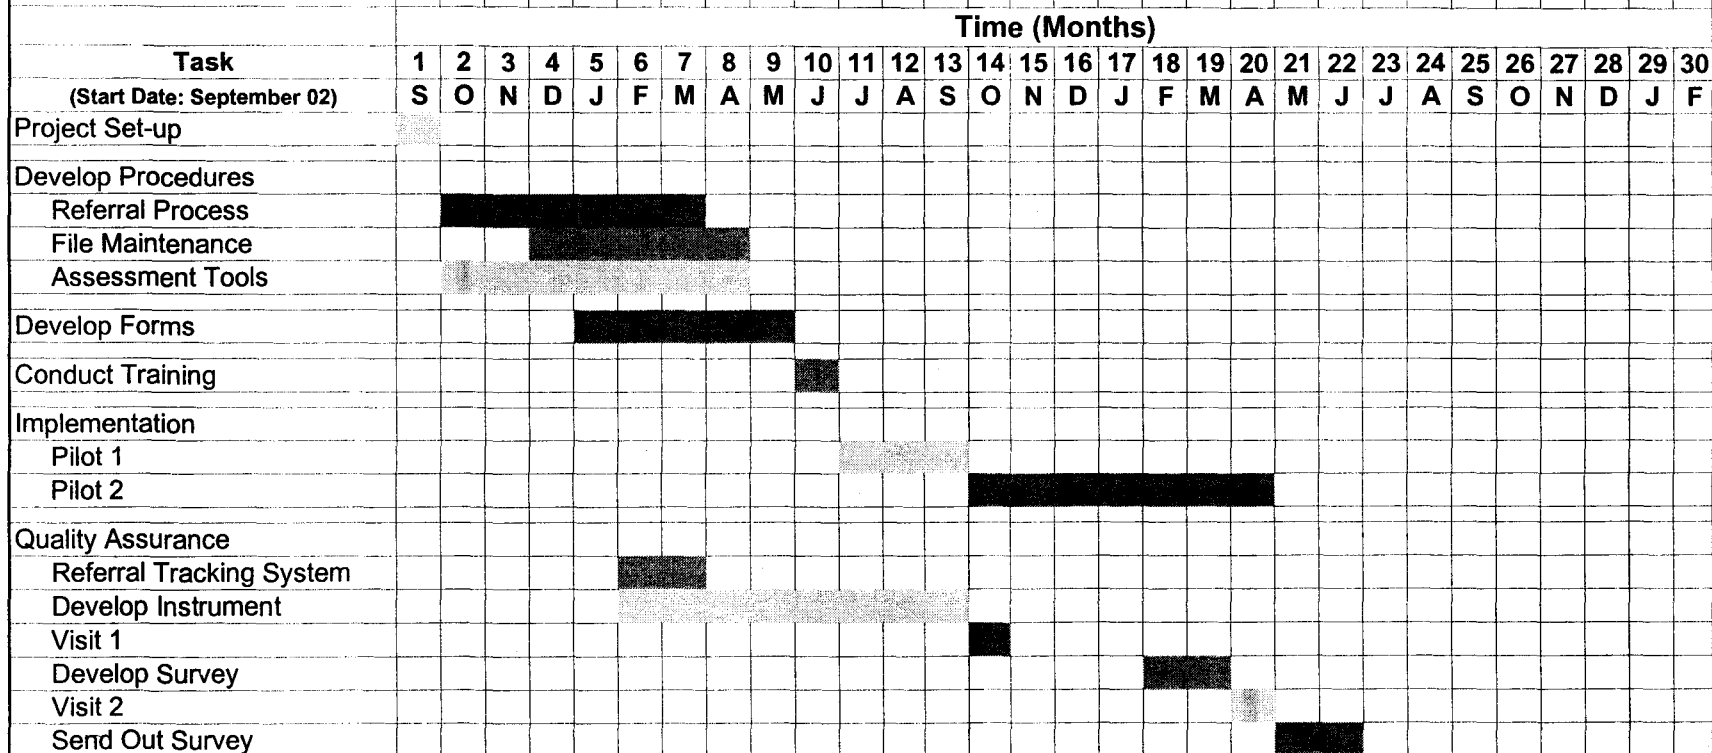 Time (Months)
Task 1 2 3 4 5 6 7 8 9 10 11 12 13 14 15 16 17 18 19 20 21 22 23 24 25 26 27 28 29 30
(Start Date: September 02) S O N D J F M A M J J A S O N D J F M A M J J A S O N D J F
Project Set-up
Develop Procedures
Referral Process
File Maintenance
Assessment Tools
Develop Forms
Conduct Training
Implementation
Pilot 1
Pilot 2
Quality Assurance
Referral Tracking System
Develop Instrument
Visit 1
Develop Survey
Visit 2
Send Out Survey